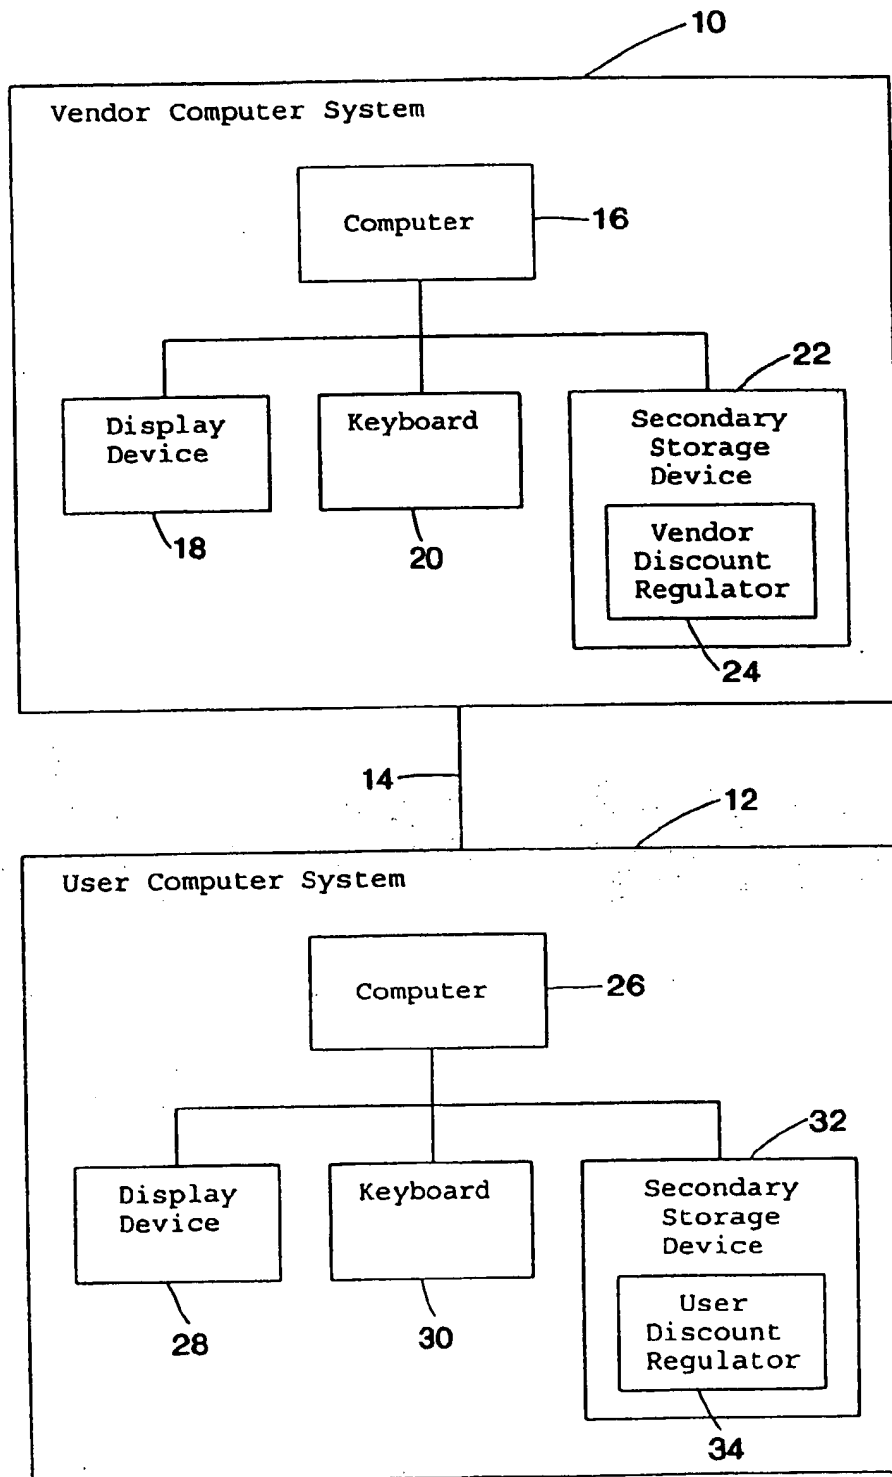 10
Vendor Computer System
Computer
16
22
Display
Device
18
Keyboard
20
Secondary
Storage
Device
Vendor
Discount
Regulator
24
14
12
User Computer System
Computer
26
32
Display
Device
28
Keyboard
30
Secondary
Storage
Device
User
Discount
Regulator
34